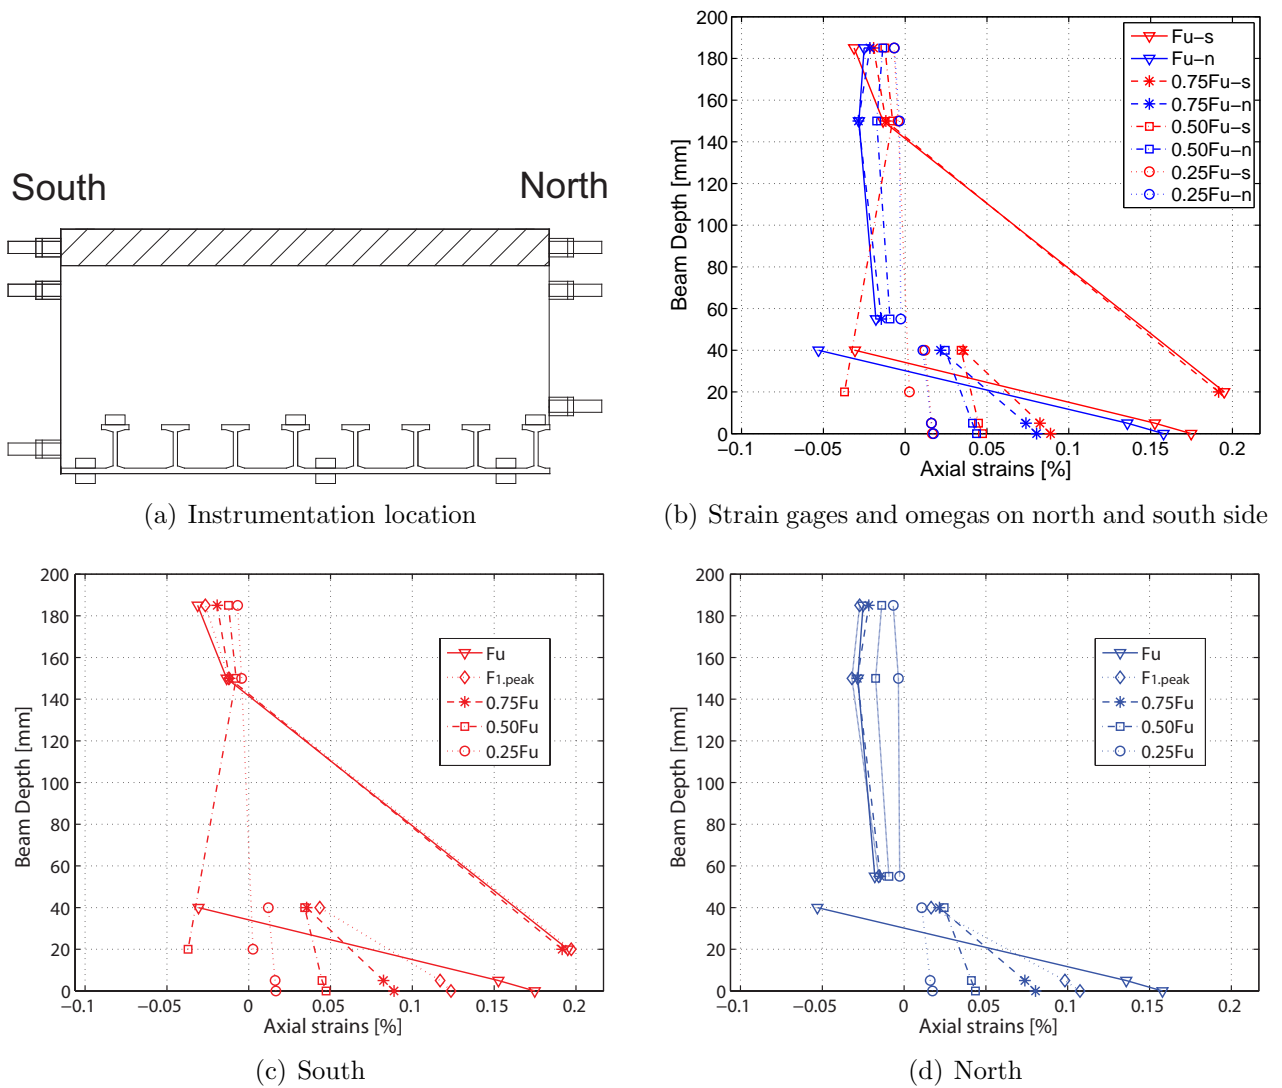 South
North
(a) Instrumentation location
200
180
160
140
120
100
80
60
40
20
0
Beam Depth [mm]
−0.1
−0.05
0
0.05
0.1
0.15
0.2
Axial strains [%]
Fu−s
Fu−n
0.75Fu−s
0.75Fu−n
0.50Fu−s
0.50Fu−n
0.25Fu−s
0.25Fu−n
(b) Strain gages and omegas on north and south side
200
180
160
140
120
100
80
60
40
20
0
Beam Depth [mm]
−0.1
−0.05
0
0.05
0.1
0.15
0.2
Axial strains [%]
Fu
F1.peak
0.75Fu
0.50Fu
0.25Fu
(c) South
200
180
160
140
120
100
80
60
40
20
0
Beam Depth [mm]
−0.1
−0.05
0
0.05
0.1
0.15
0.2
Axial strains [%]
Fu
F1.peak
0.75Fu
0.50Fu
0.25Fu
(d) North